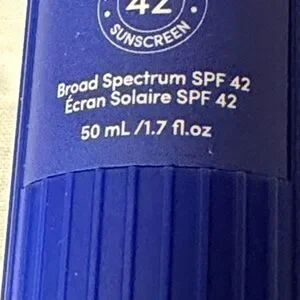 42
SUNSCREEN
Broad Spectrum SPF 42
Écran Solaire SPF 42
50 mL /1.7 fl.oz